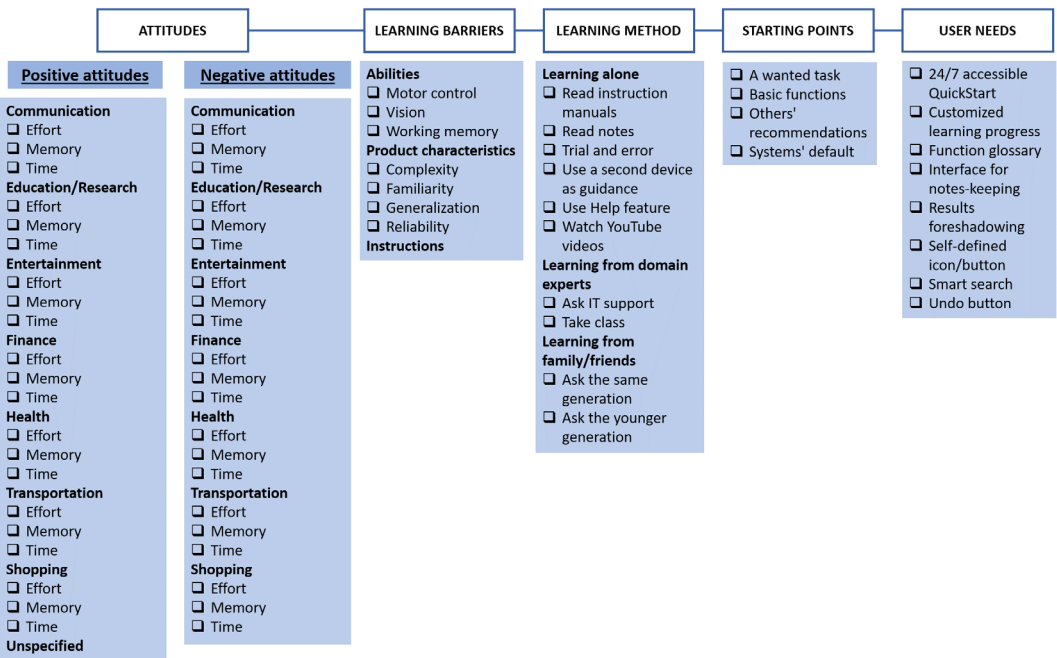 ATTITUDES
LEARNING BARRIERS
LEARNING METHOD
STARTING POINTS
USER NEEDS
Positive attitudes
Communication
Effort
Memory
Time
Education/Research
Effort
Memory
Time
Entertainment
Effort
Memory
Time
Finance
Effort
Memory
Time
Health
Effort
Memory
Time
Transportation
Effort
Memory
Time
Shopping
Effort
Memory
Time
Unspecified
Negative attitudes
Communication
Effort
Memory
Time
Education/Research
Effort
Memory
Time
Entertainment
Effort
Memory
Time
Finance
Effort
Memory
Time
Health
Effort
Memory
Time
Transportation
Effort
Memory
Time
Shopping
Effort
Memory
Time
Abilities
Motor control
Vision
Working memory
Product characteristics
Complexity
Familiarity
Generalization
Reliability
Instructions
Learning alone
Read instruction
manuals
Read notes
Trial and error
Use a second device
as guidance
Use Help feature
Watch YouTube
videos
Learning from domain
experts
Ask IT support
Take class
Learning from
family/friends
Ask the same
generation
Ask the younger
generation
A wanted task
Basic functions
Others'
recommendations
Systems' default
24/7 accessible
QuickStart
Customized
learning progress
Function glossary
Interface for
notes-keeping
Results
foreshadowing
Self-defined
icon/button
Smart search
Undo button